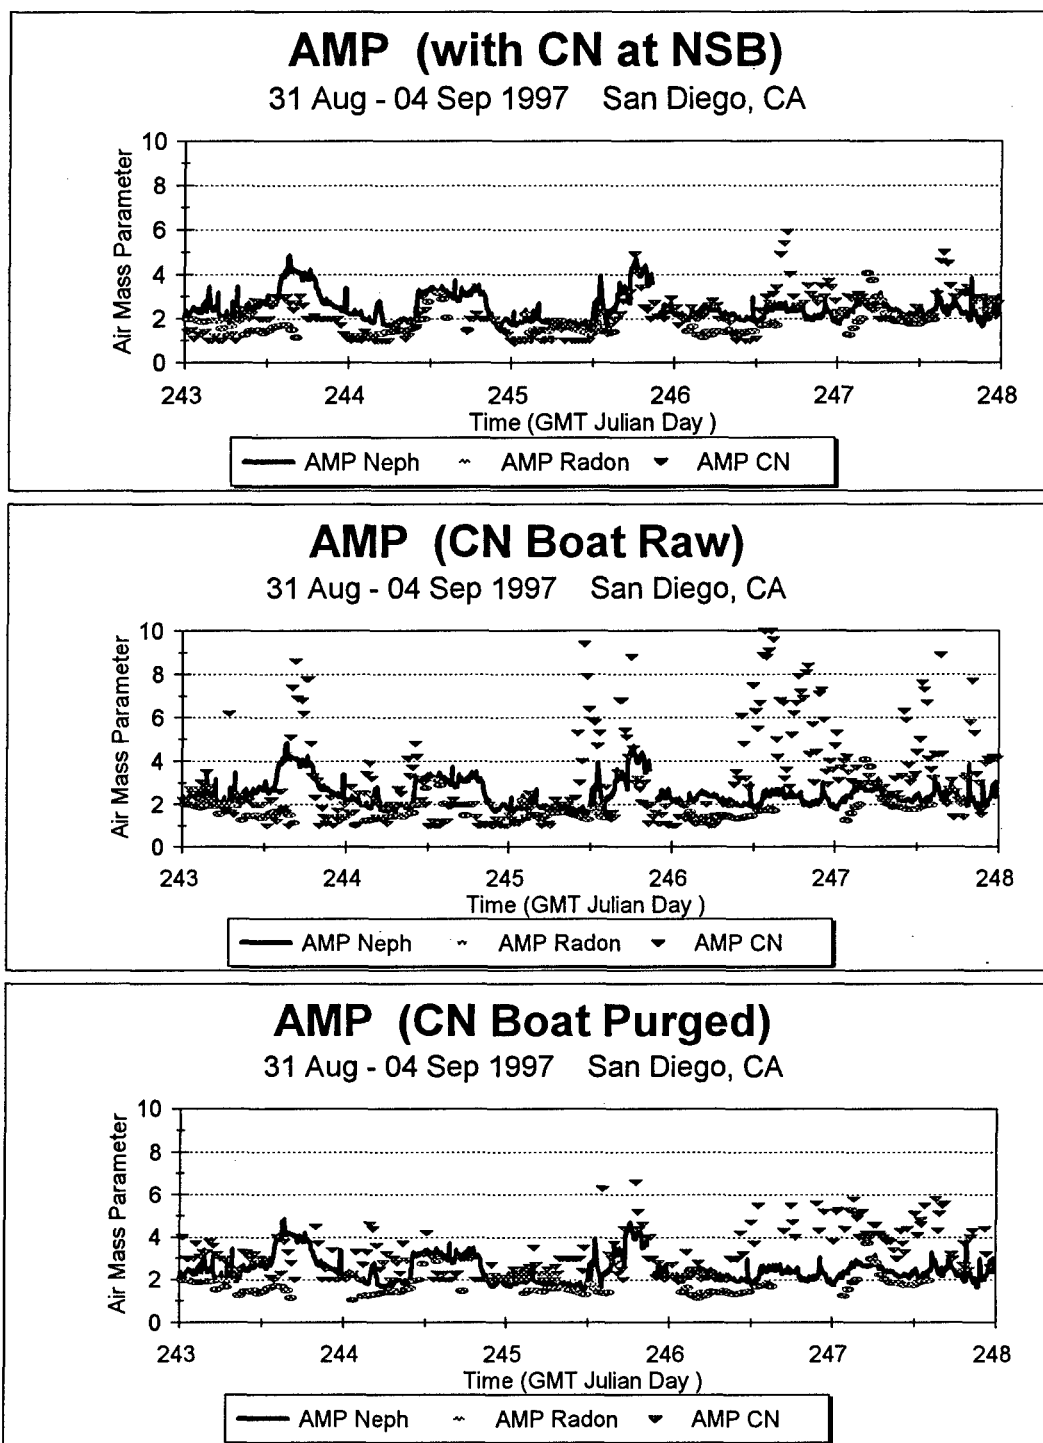 AMP (with CN at NSB)
31 Aug - 04 Sep 1997 San Diego, CA
Air Mass Parameter
10
8
6
4
2
0
243 244 245 246 247 248
Time (GMT Julian Day )
AMP Neph AMP Radon AMP CN
AMP (CN Boat Raw)
31 Aug - 04 Sep 1997 San Diego, CA
Air Mass Parameter
10
8
6
4
2
0
243 244 245 246 247 248
Time (GMT Julian Day )
AMP Neph AMP Radon AMP CN
AMP (CN Boat Purged)
31 Aug - 04 Sep 1997 San Diego, CA
Air Mass Parameter
10
8
6
4
2
0
243 244 245 246 247 248
Time (GMT Julian Day )
AMP Neph AMP Radon AMP CN